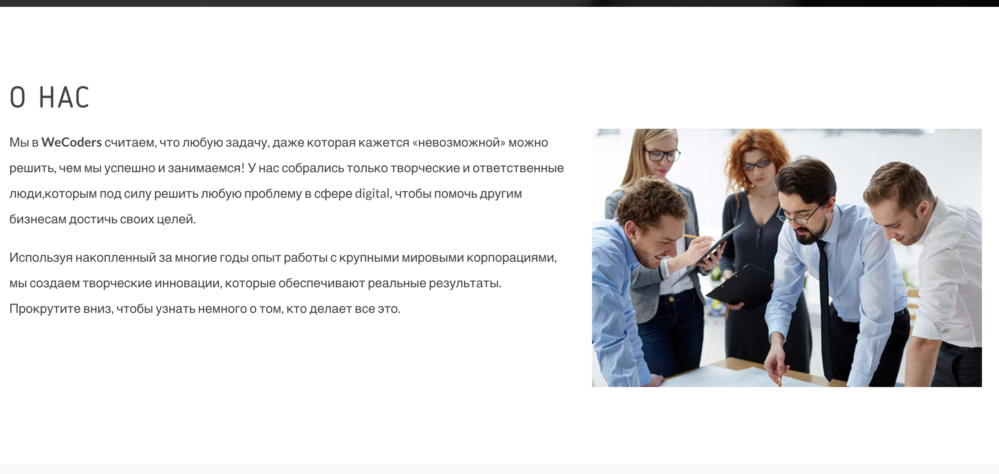 О НАС
Мы в WeCoders считаем, что любую задачу, даже которая кажется «невозможной» можно
решить, чем мы успешно и занимаемся! У нас собрались только творческие и ответственные
люди,которым под силу решить любую проблему в сфере digital, чтобы помочь другим
бизнесам достичь своих целей.
Используя накопленный за многие годы опыт работы с крупными мировыми корпорациями,
мы создаем творческие инновации, которые обеспечивают реальные результаты.
Прокрутите вниз, чтобы узнать немного о том, кто делает все это.